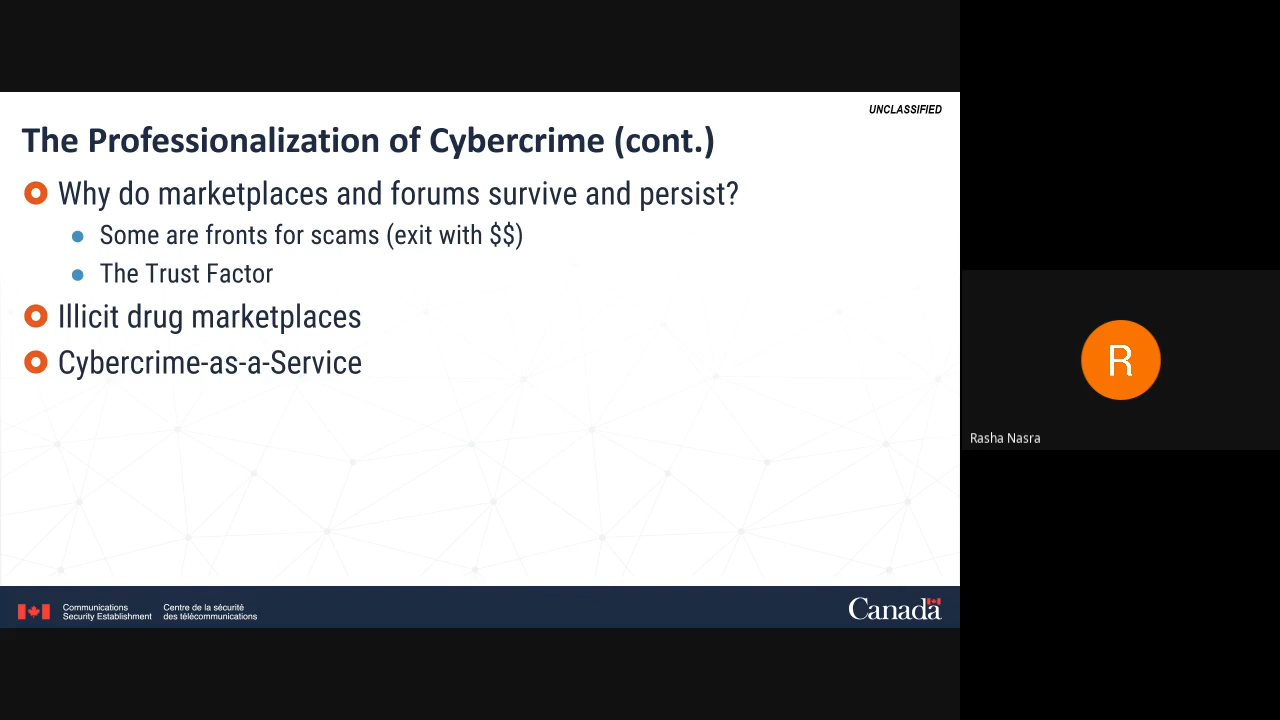 UNCLASSIFIED
The Professionalization of Cybercrime (cont.)
Why do marketplaces and forums survive and persist?
Some are fronts for scams (exit with $$)
The Trust Factor
Illicit drug marketplaces
Cybercrime-as-a-Service
R
Rasha Nasra
Communications
Security Establishment
Centre de la sécurité
des télécommunications
Canada